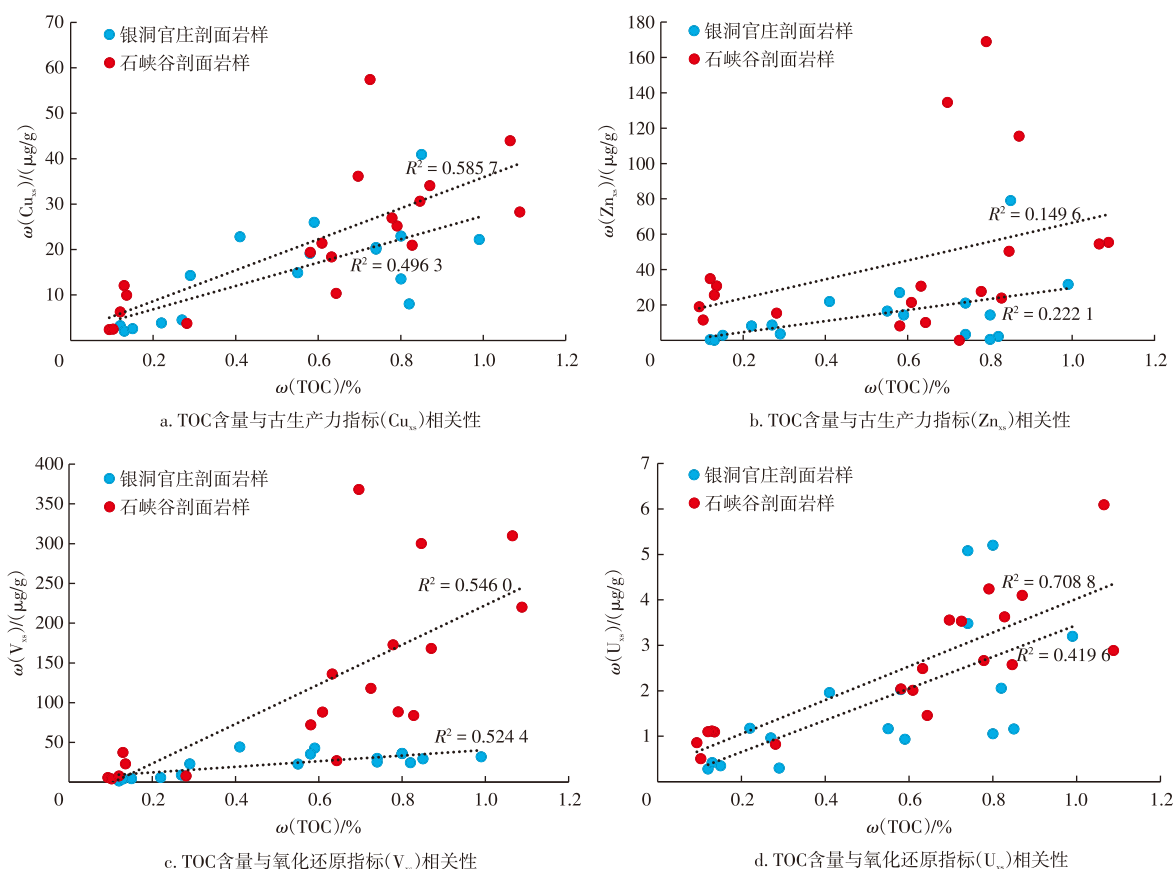 70
60
50
40
30
20
10
0
0.2
0.4
0.6
0.8
1.0
1.2
ω(Cu_xs)/(μg/g)
银洞官庄剖面岩样
石峡谷剖面岩样
R² = 0.585 7
R² = 0.496 3
ω(TOC)/%
a. TOC含量与古生产力指标(Cu_xs)相关性
180
160
140
120
100
80
60
40
20
0
0.2
0.4
0.6
0.8
1.0
1.2
ω(Zn_xs)/(μg/g)
银洞官庄剖面岩样
石峡谷剖面岩样
R² = 0.149 6
R² = 0.222 1
ω(TOC)/%
b. TOC含量与古生产力指标(Zn_xs)相关性
400
350
300
250
200
150
100
50
0
0.2
0.4
0.6
0.8
1.0
1.2
ω(V_xs)/(μg/g)
银洞官庄剖面岩样
石峡谷剖面岩样
R² = 0.546 0
R² = 0.524 4
ω(TOC)/%
c. TOC含量与氧化还原指标(V_xs)相关性
7
6
5
4
3
2
1
0
0.2
0.4
0.6
0.8
1.0
1.2
ω(U_xs)/(μg/g)
银洞官庄剖面岩样
石峡谷剖面岩样
R² = 0.708 8
R² = 0.419 6
ω(TOC)/%
d. TOC含量与氧化还原指标(U_xs)相关性